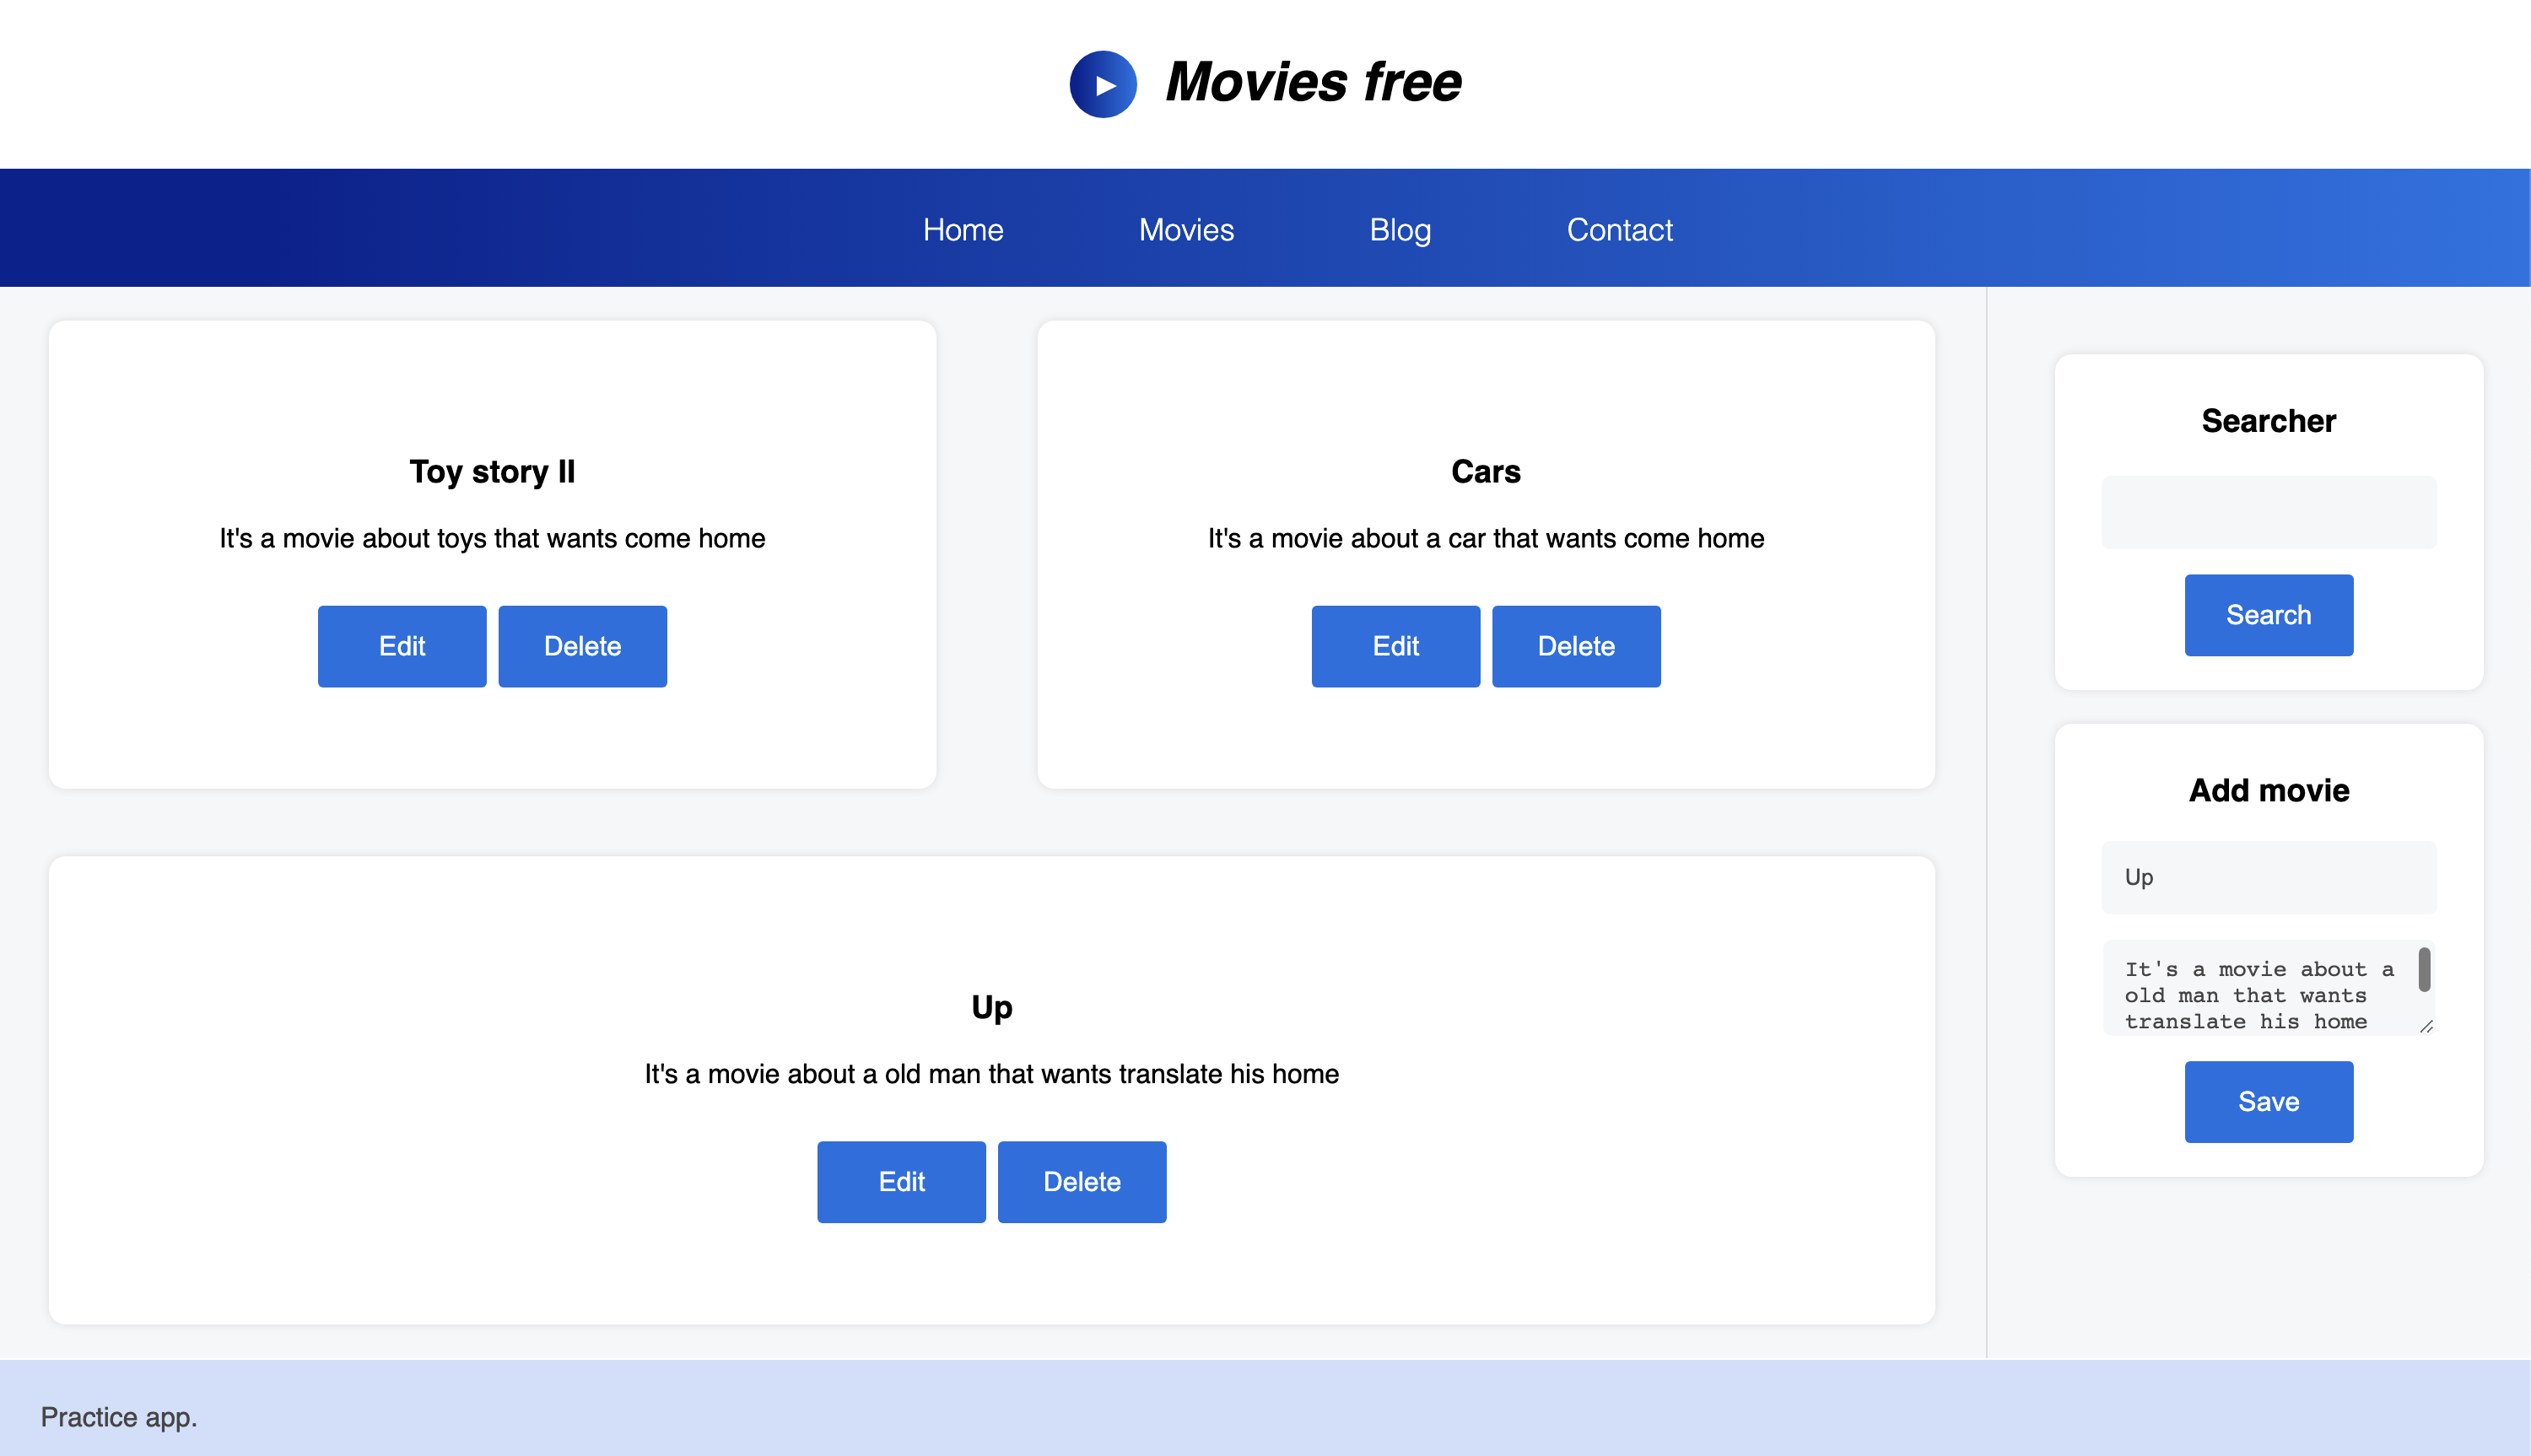 Movies free
Home
Movies
Blog
Contact
Toy story II
It's a movie about toys that wants come home
Edit
Delete
Cars
It's a movie about a car that wants come home
Edit
Delete
Up
It's a movie about a old man that wants translate his home
Edit
Delete
Searcher
Search
Add movie
Up
It's a movie about a
old man that wants
translate his home
Save
Practice app.